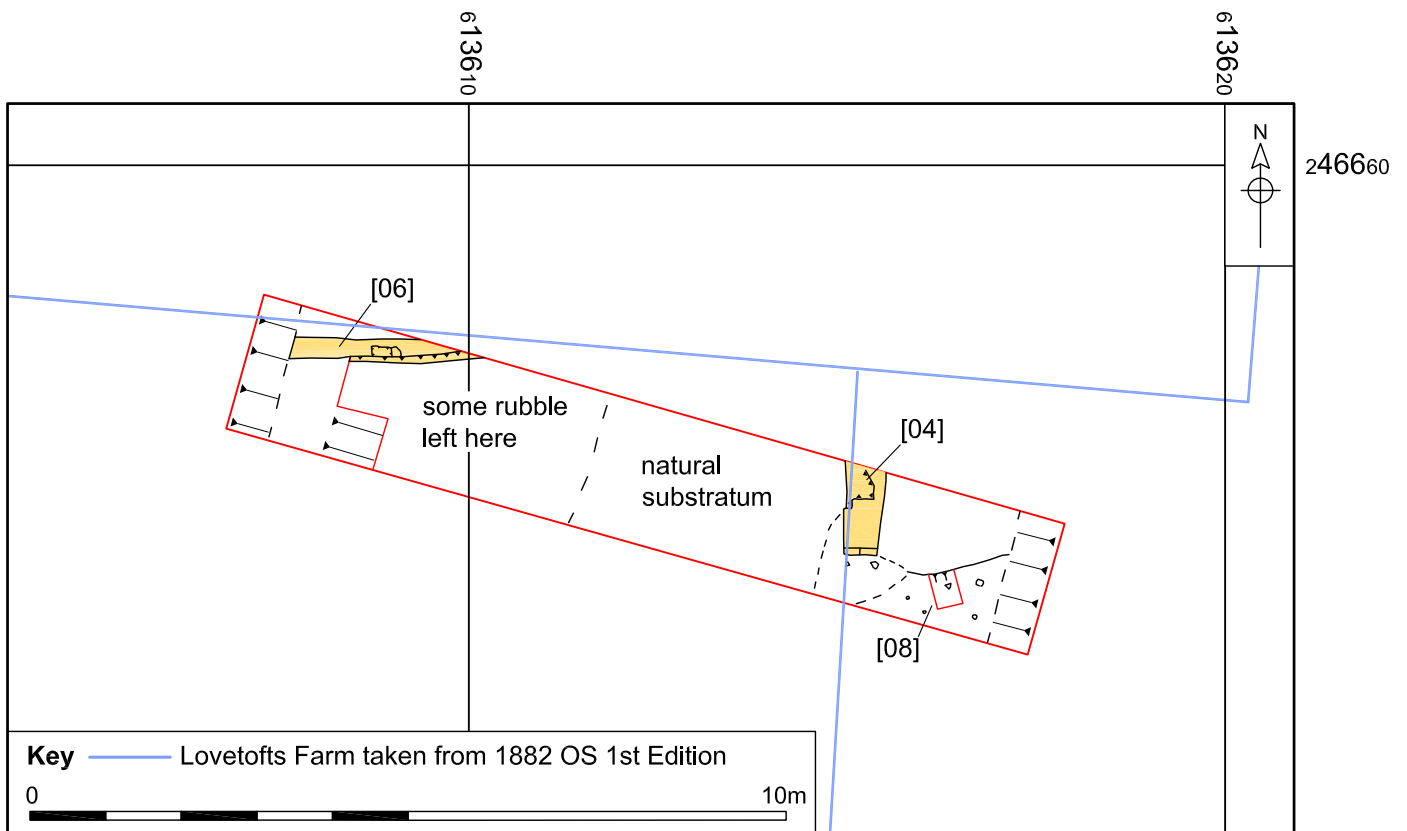 613610
613620
N
246660
[06]
some rubble
left here
[04]
natural
substratum
[08]
Key Lovetofts Farm taken from 1882 OS 1st Edition
0 10m